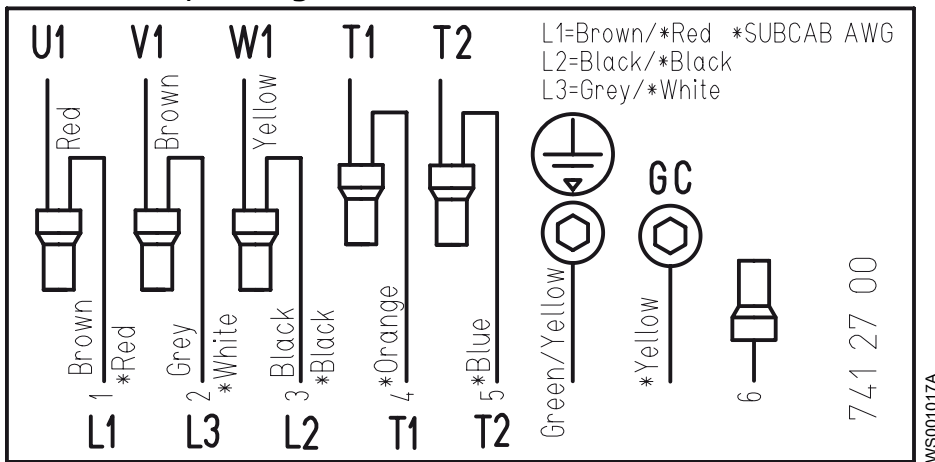 U1 V1 W1 T1 T2
L1=Brown/*Red *SUBCAB AWG
L2=Black/*Black
L3=Grey/*White
Red
Brown
Yellow
GC
Brown
*Red
Grey
*White
Black
*Black
*Orange
*Blue
Green/Yellow
*Yellow
1 2 3 4 5 6
L1 L3 L2 T1 T2
741 27 00
WS001017A